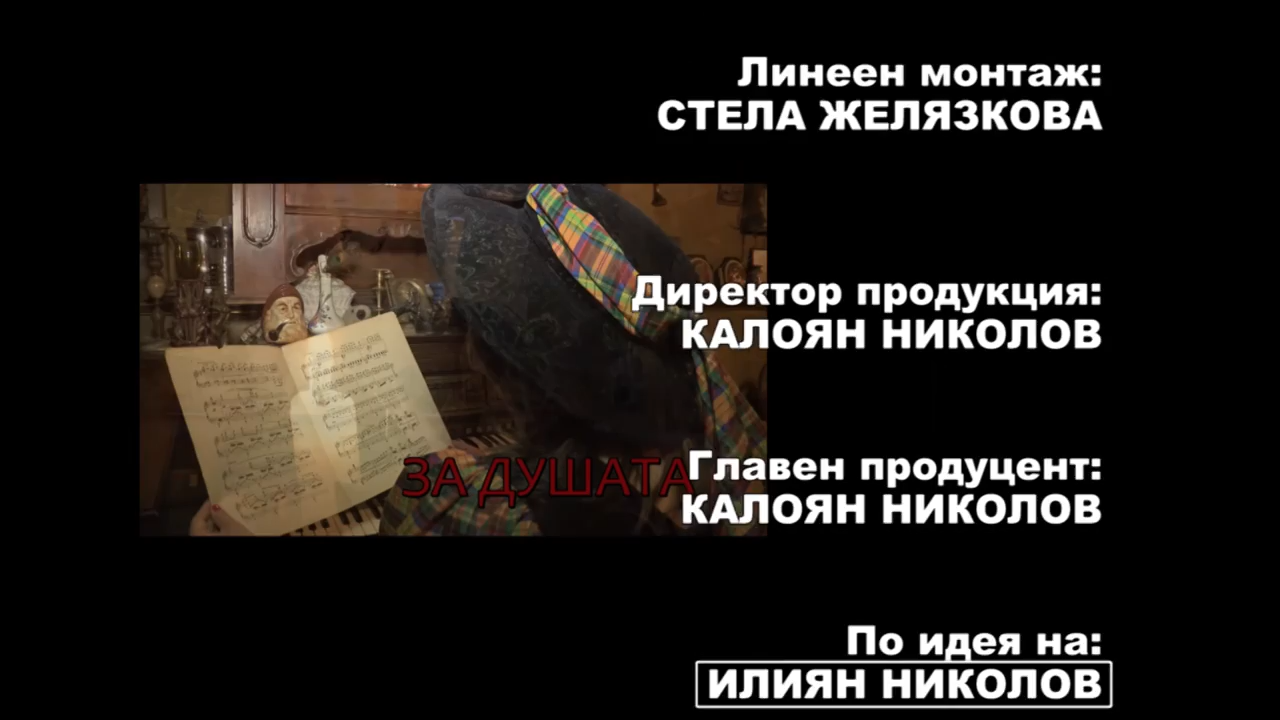 Линеен монтаж:
СТЕЛА ЖЕЛЯЗКОВА
Директор продукция:
КАЛОЯН НИКОЛОВ
ЗА ДУШАТА
Главен продуцент:
КАЛОЯН НИКОЛОВ
По идея на:
ИЛИЯН НИКОЛОВ